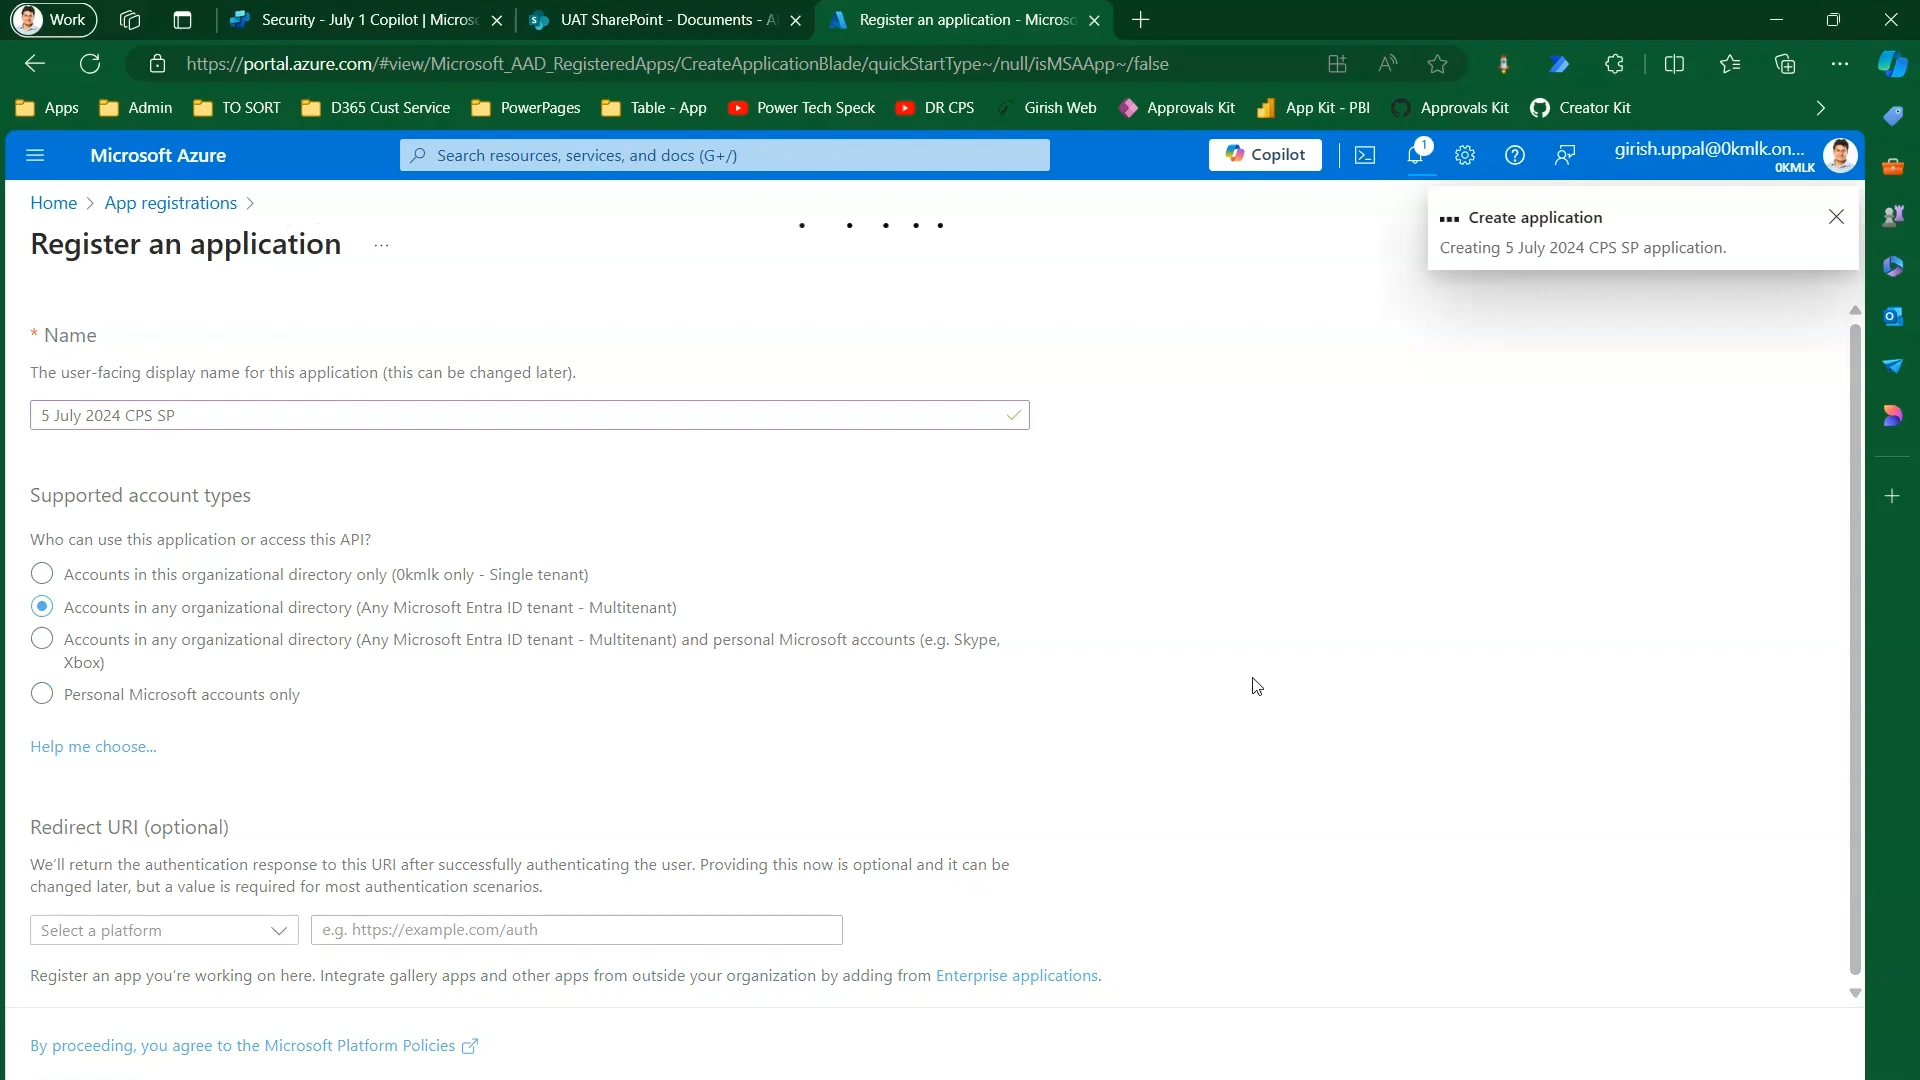 Work
Security - July 1 Copilot | Micros
UAT SharePoint - Documents - Al
Register an application - Microso
https://portal.azure.com/#view/Microsoft_AAD_RegisteredApps/CreateApplicationBlade/quickStartType~/null/isMSAApp~/false
Apps
Admin
TO SORT
D365 Cust Service
PowerPages
Table - App
Power Tech Speck
DR CPS
Girish Web
Approvals Kit
App Kit - PBI
Approvals Kit
Creator Kit
Microsoft Azure
Search resources, services, and docs (G+/)
Copilot
1
girish.uppal@0kmlk.on...
0KMLK
Home > App registrations >
Register an application ...
Create application
Creating 5 July 2024 CPS SP application.
* Name
The user-facing display name for this application (this can be changed later).
5 July 2024 CPS SP
Supported account types
Who can use this application or access this API?
Accounts in this organizational directory only (0kmlk only - Single tenant)
Accounts in any organizational directory (Any Microsoft Entra ID tenant - Multitenant)
Accounts in any organizational directory (Any Microsoft Entra ID tenant - Multitenant) and personal Microsoft accounts (e.g. Skype,
Xbox)
Personal Microsoft accounts only
Help me choose...
Redirect URI (optional)
We'll return the authentication response to this URI after successfully authenticating the user. Providing this now is optional and it can be
changed later, but a value is required for most authentication scenarios.
Select a platform
e.g. https://example.com/auth
Register an app you're working on here. Integrate gallery apps and other apps from outside your organization by adding from Enterprise applications.
By proceeding, you agree to the Microsoft Platform Policies